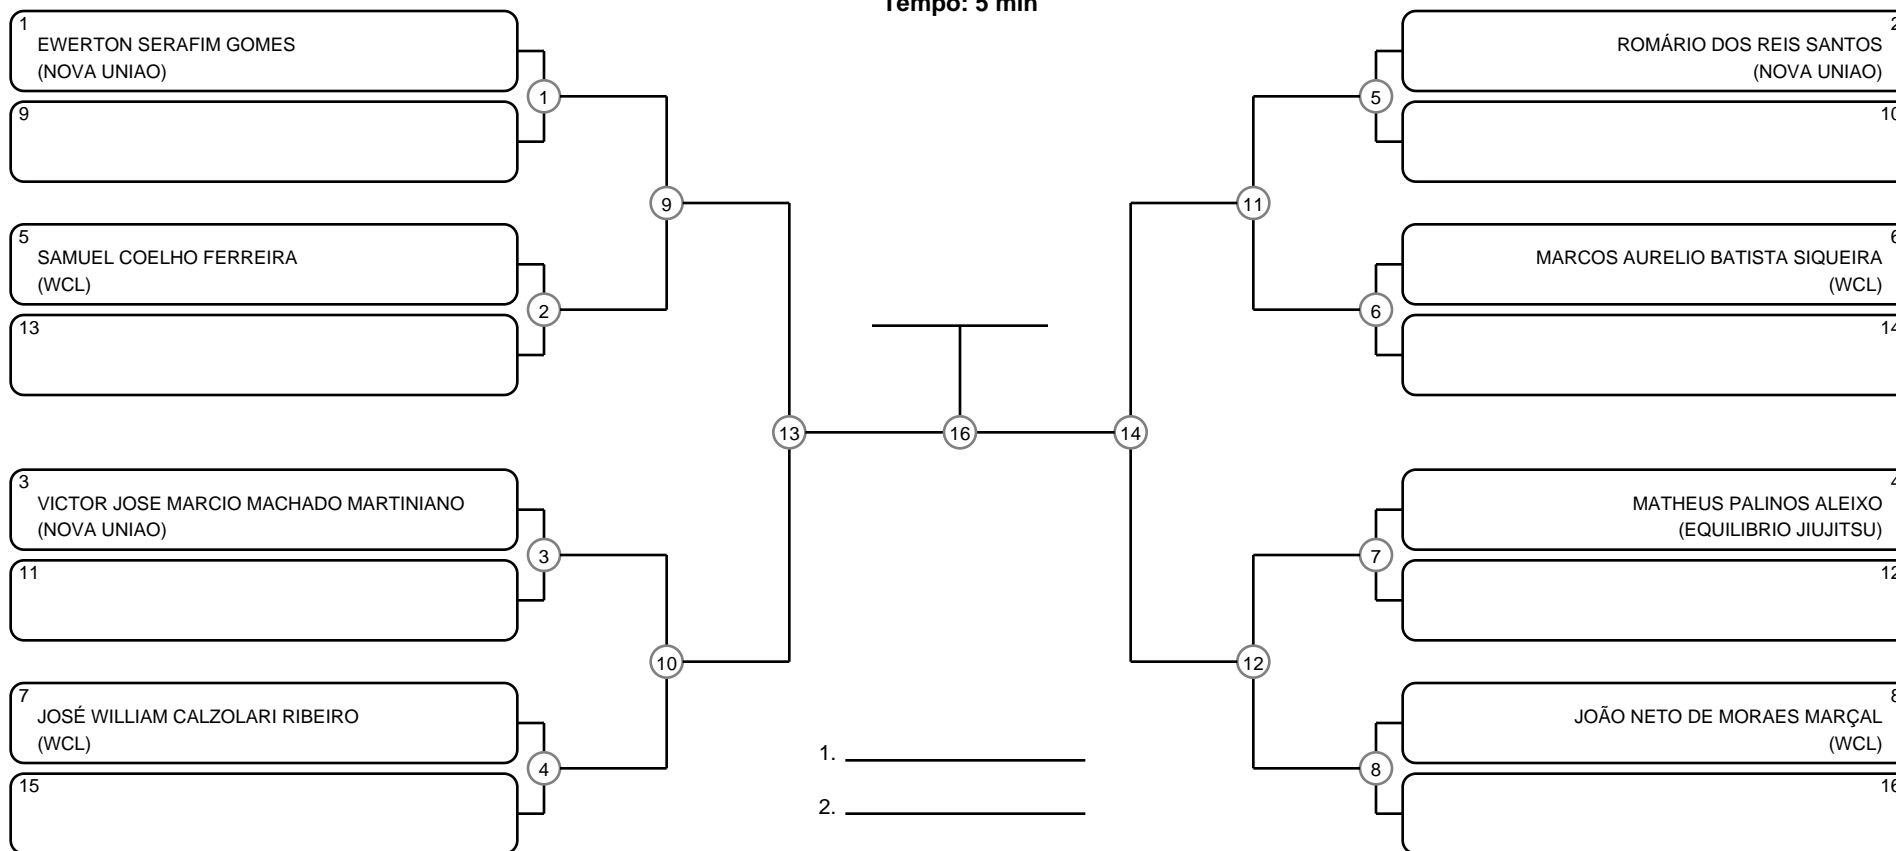 Tempo: 5 min
1
EWERTON SERAFIM GOMES
(NOVA UNIAO)
9
1
5
SAMUEL COELHO FERREIRA
(WCL)
13
2
9
3
VICTOR JOSE MARCIO MACHADO MARTINIANO
(NOVA UNIAO)
11
3
7
JOSÉ WILLIAM CALZOLARI RIBEIRO
(WCL)
15
4
10
13
16
14
1.
2.
2
ROMÁRIO DOS REIS SANTOS
(NOVA UNIAO)
10
5
6
MARCOS AURELIO BATISTA SIQUEIRA
(WCL)
14
6
11
4
MATHEUS PALINOS ALEIXO
(EQUILIBRIO JIUJITSU)
12
7
8
JOÃO NETO DE MORAES MARÇAL
(WCL)
16
8
12